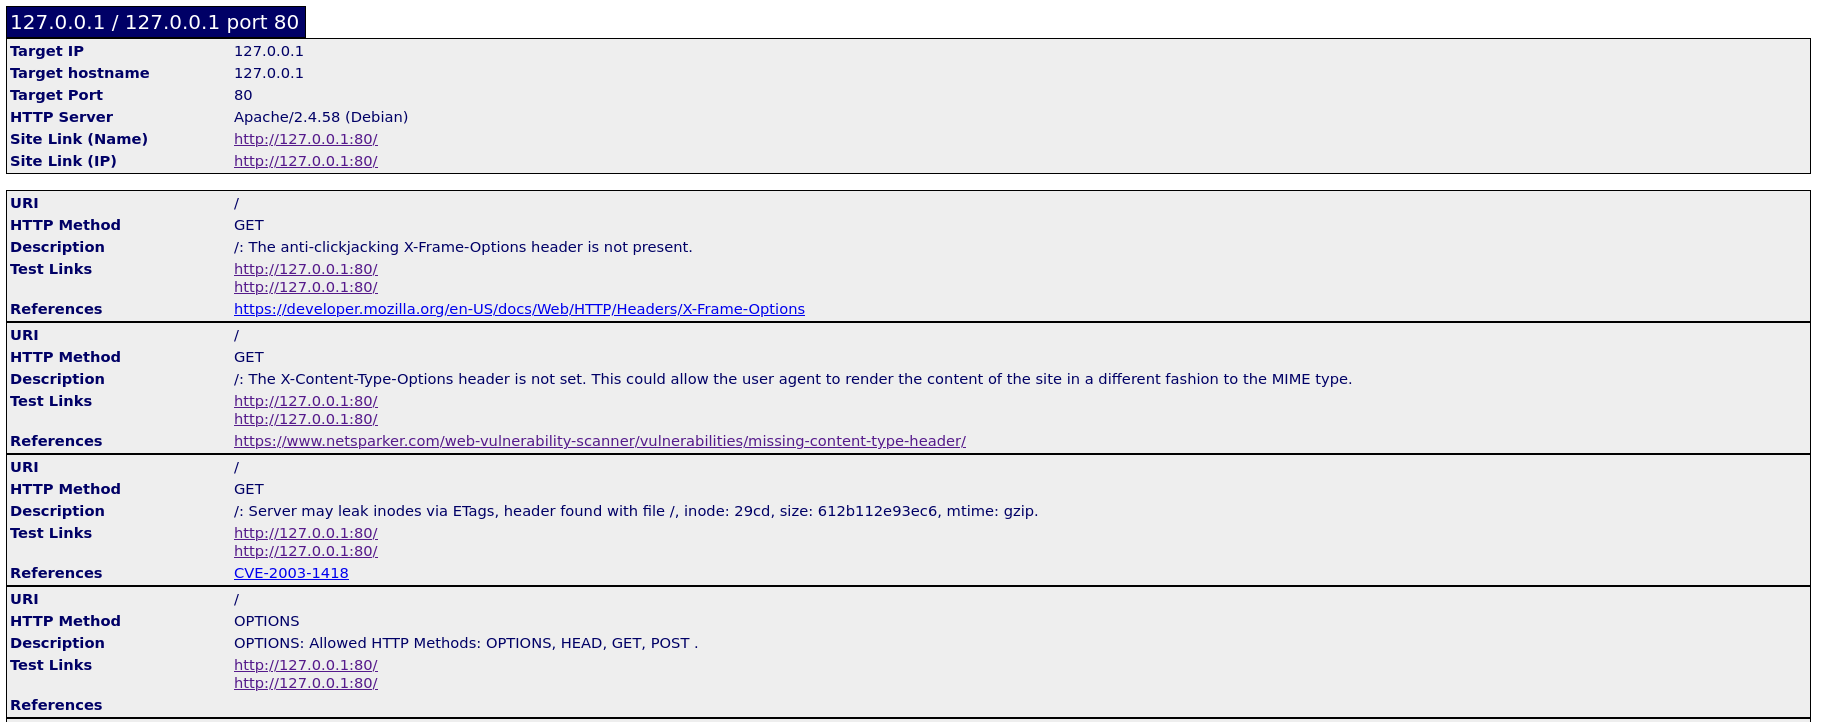 127.0.0.1 / 127.0.0.1 port 80
Target IP 127.0.0.1
Target hostname 127.0.0.1
Target Port 80
HTTP Server Apache/2.4.58 (Debian)
Site Link (Name) http://127.0.0.1:80/
Site Link (IP) http://127.0.0.1:80/
URI /
HTTP Method GET
Description /: The anti-clickjacking X-Frame-Options header is not present.
Test Links http://127.0.0.1:80/
http://127.0.0.1:80/
References https://developer.mozilla.org/en-US/docs/Web/HTTP/Headers/X-Frame-Options
URI /
HTTP Method GET
Description /: The X-Content-Type-Options header is not set. This could allow the user agent to render the content of the site in a different fashion to the MIME type.
Test Links http://127.0.0.1:80/
http://127.0.0.1:80/
References https://www.netsparker.com/web-vulnerability-scanner/vulnerabilities/missing-content-type-header/
URI /
HTTP Method GET
Description /: Server may leak inodes via ETags, header found with file /, inode: 29cd, size: 612b112e93ec6, mtime: gzip.
Test Links http://127.0.0.1:80/
http://127.0.0.1:80/
References CVE-2003-1418
URI /
HTTP Method OPTIONS
Description OPTIONS: Allowed HTTP Methods: OPTIONS, HEAD, GET, POST .
Test Links http://127.0.0.1:80/
http://127.0.0.1:80/
References